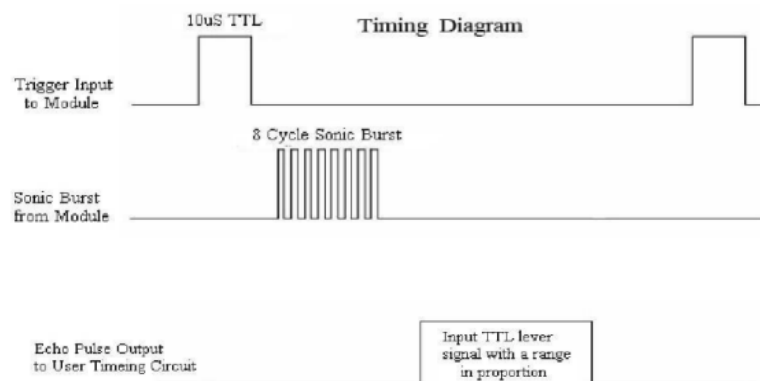 10uS TTL
Timing Diagram
Trigger Input
to Module
8 Cycle Sonic Burst
Sonic Burst
from Module
Echo Pulse Output
to User Timeing Circuit
Input TTL lever
signal with a range
in proportion